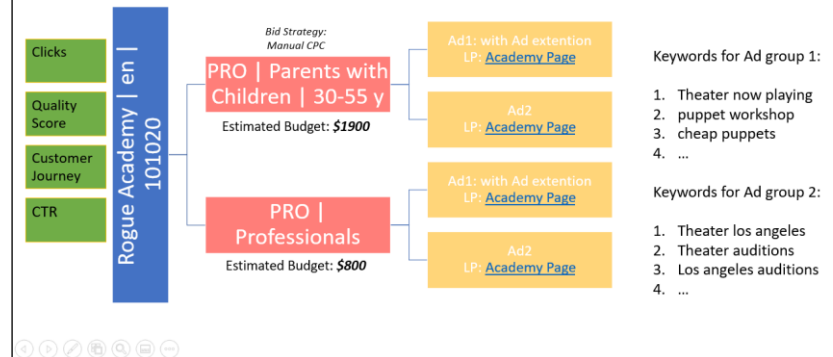 Clicks
Quality
Score
Customer
Journey
CTR
Rogue Academy | en |
101020
Bid Strategy:
Manual CPC
PRO | Parents with
Children | 30-55 y
Estimated Budget: $1900
PRO |
Professionals
Estimated Budget: $800
Ad1: with Ad extention
LP: Academy Page
Ad2
LP: Academy Page
Ad1: with Ad extention
LP: Academy Page
Ad2
LP: Academy Page
Keywords for Ad group 1:
1. Theater now playing
2. puppet workshop
3. cheap puppets
4. ...
Keywords for Ad group 2:
1. Theater los angeles
2. Theater auditions
3. Los angeles auditions
4. ...